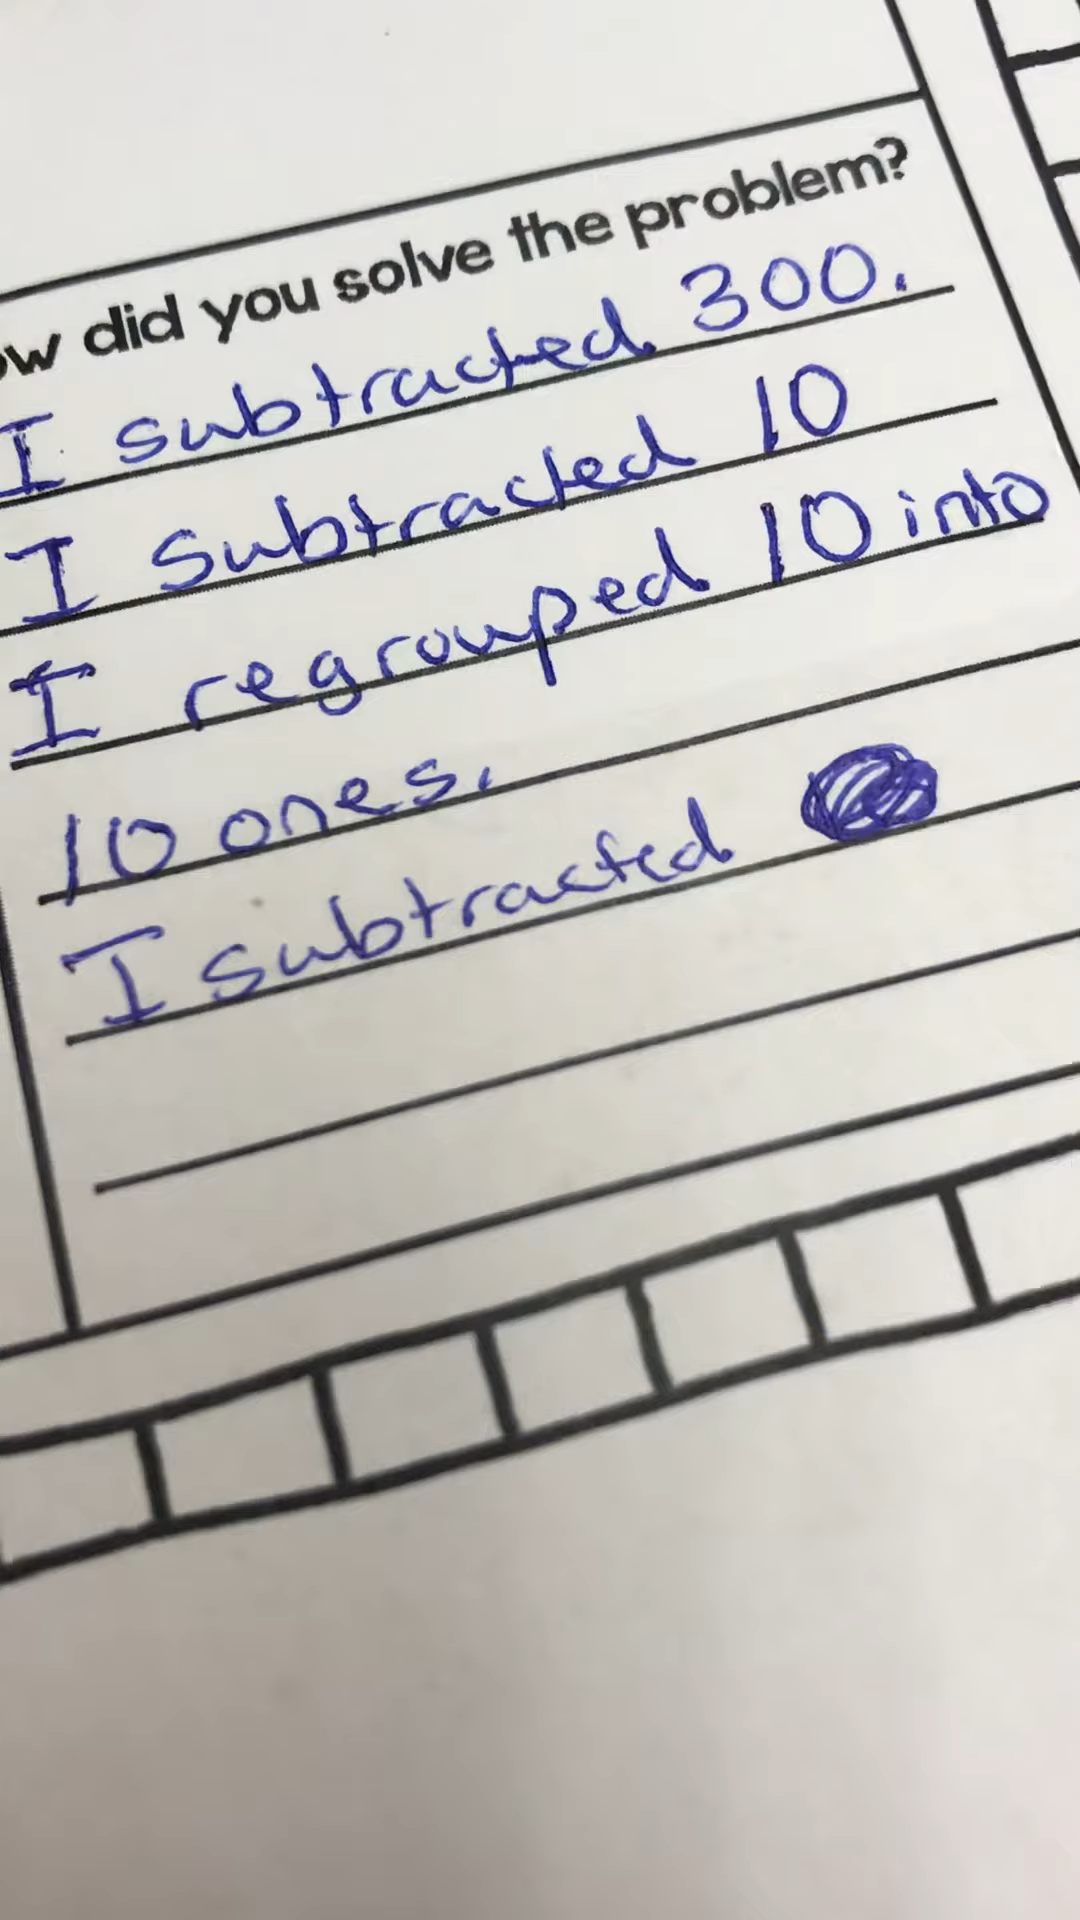 ow did you solve the problem?
I subtracted 300.
I subtracted 10
I regrouped 10 into
10 ones.
I subtracted